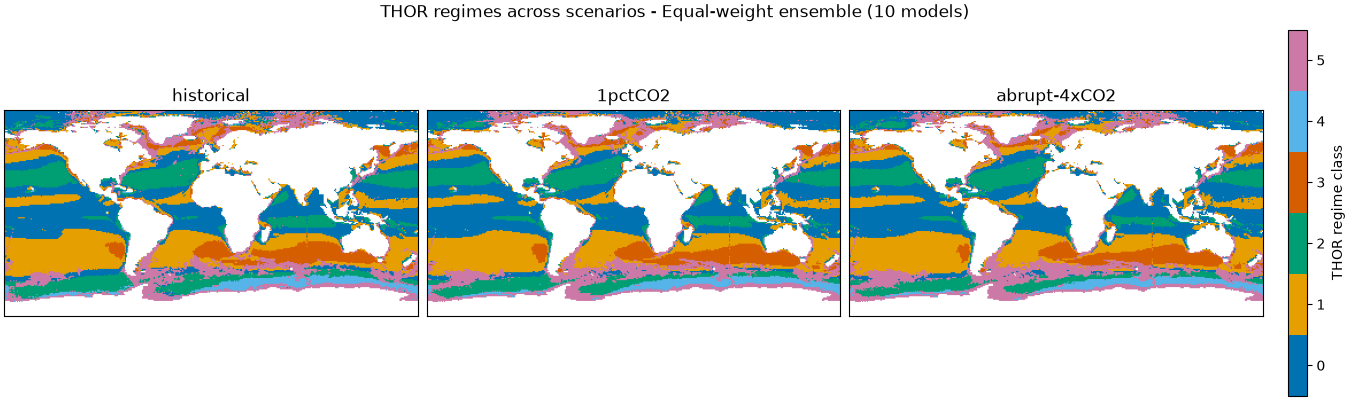 THOR regimes across scenarios - Equal-weight ensemble (10 models)
historical
1pctCO2
abrupt-4xCO2
5
4
3
2
1
0
THOR regime class